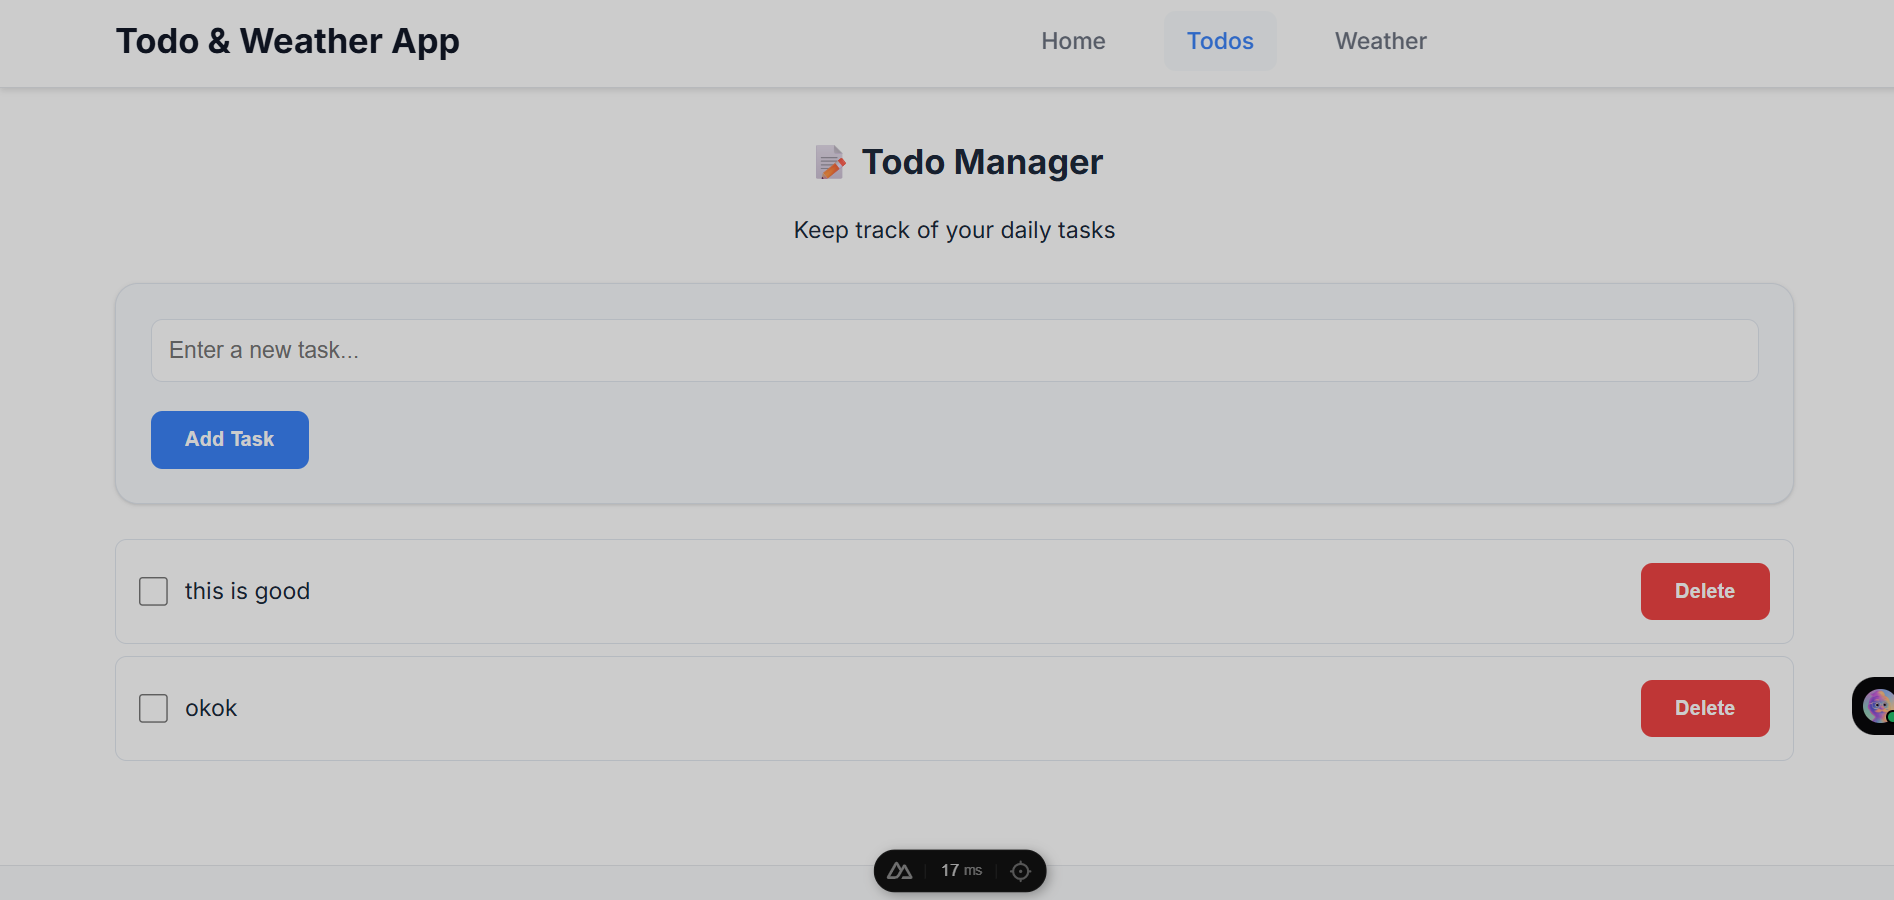 Todo & Weather App
Home
Todos
Weather
Todo Manager
Keep track of your daily tasks
Enter a new task...
Add Task
this is good
Delete
okok
Delete
17 ms